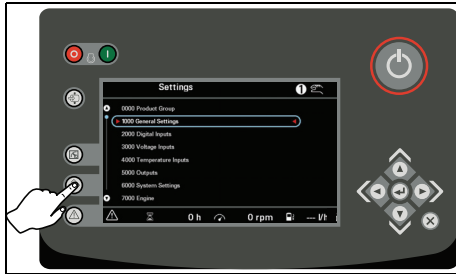 Settings
1
0000 Product Group
1000 General Settings
2000 Digital Inputs
3000 Voltage Inputs
4000 Temperature Inputs
5000 Outputs
6000 System Settings
7000 Engine
0 h 0 rpm --- l/h